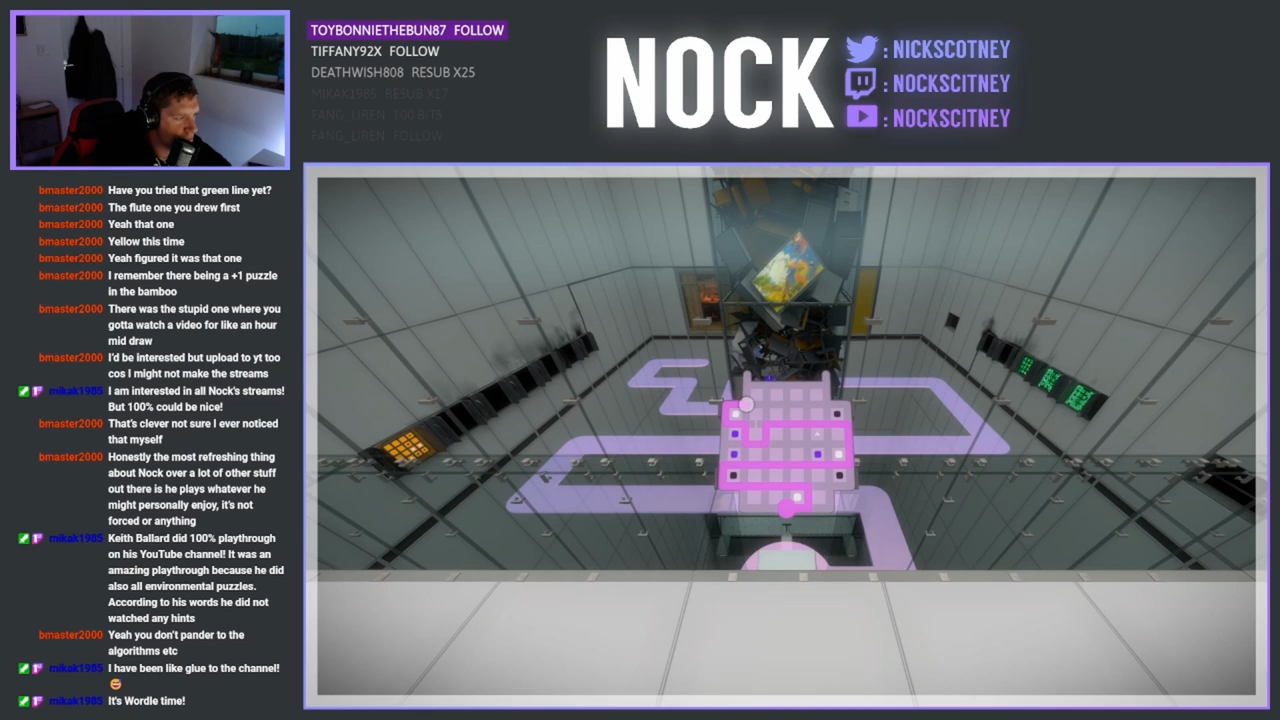 TOYBONNIETHEBUN87 FOLLOW
TIFFANY92X FOLLOW
DEATHWISH808 RESUB X25
MIKAK1985 RESUB X17
FANG_LIREN 100 BITS
FANG_LIREN FOLLOW
NOCK
: NICKSCOTNEY
: NOCKSCITNEY
: NOCKSCITNEY
bmaster2000 Have you tried that green line yet?
bmaster2000 The flute one you drew first
bmaster2000 Yeah that one
bmaster2000 Yellow this time
bmaster2000 Yeah figured it was that one
bmaster2000 I remember there being a +1 puzzle
in the bamboo
bmaster2000 There was the stupid one where you
gotta watch a video for like an hour
mid draw
bmaster2000 I'd be interested but upload to yt too
cos I might not make the streams
mikak1985 I am interested in all Nock's streams!
But 100% could be nice!
bmaster2000 That's clever not sure I ever noticed
that myself
bmaster2000 Honestly the most refreshing thing
about Nock over a lot of other stuff
out there is he plays whatever he
might personally enjoy, it's not
forced or anything
mikak1985 Keith Ballard did 100% playthrough
on his YouTube channel! It was an
amazing playthrough because he did
also all environmental puzzles.
According to his words he did not
watched any hints
bmaster2000 Yeah you don't pander to the
algorithms etc
mikak1985 I have been like glue to the channel!
mikak1985 It's Wordle time!